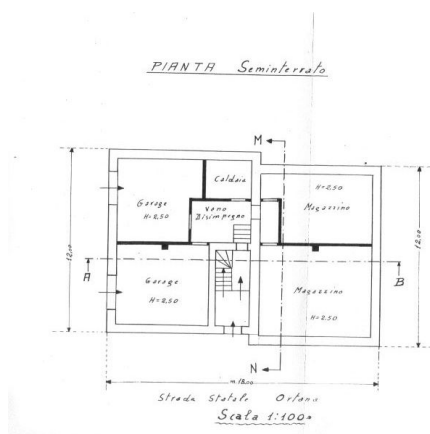 PIANTA Seminterrato
M
Caldaia
H=2,50
Magazzino
Garage
H=2,50
Vano
Disimpegno
12,00
12,00
A
B
Garage
H=2,50
Magazzino
H=2,50
N
18,00
Strada Statale Ortana
Scala 1:100